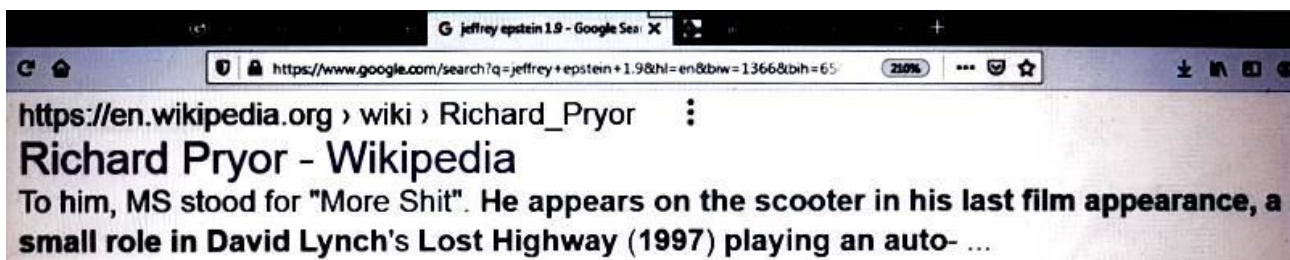 G jeffrey epstein 1.9 - Google Sear X
https://www.google.com/search?q=jeffrey+epstein+1.9&hl=en&biw=1366&bih=65
210%
https://en.wikipedia.org › wiki › Richard_Pryor
Richard Pryor - Wikipedia
To him, MS stood for "More Shit". He appears on the scooter in his last film appearance, a
small role in David Lynch's Lost Highway (1997) playing an auto- ...